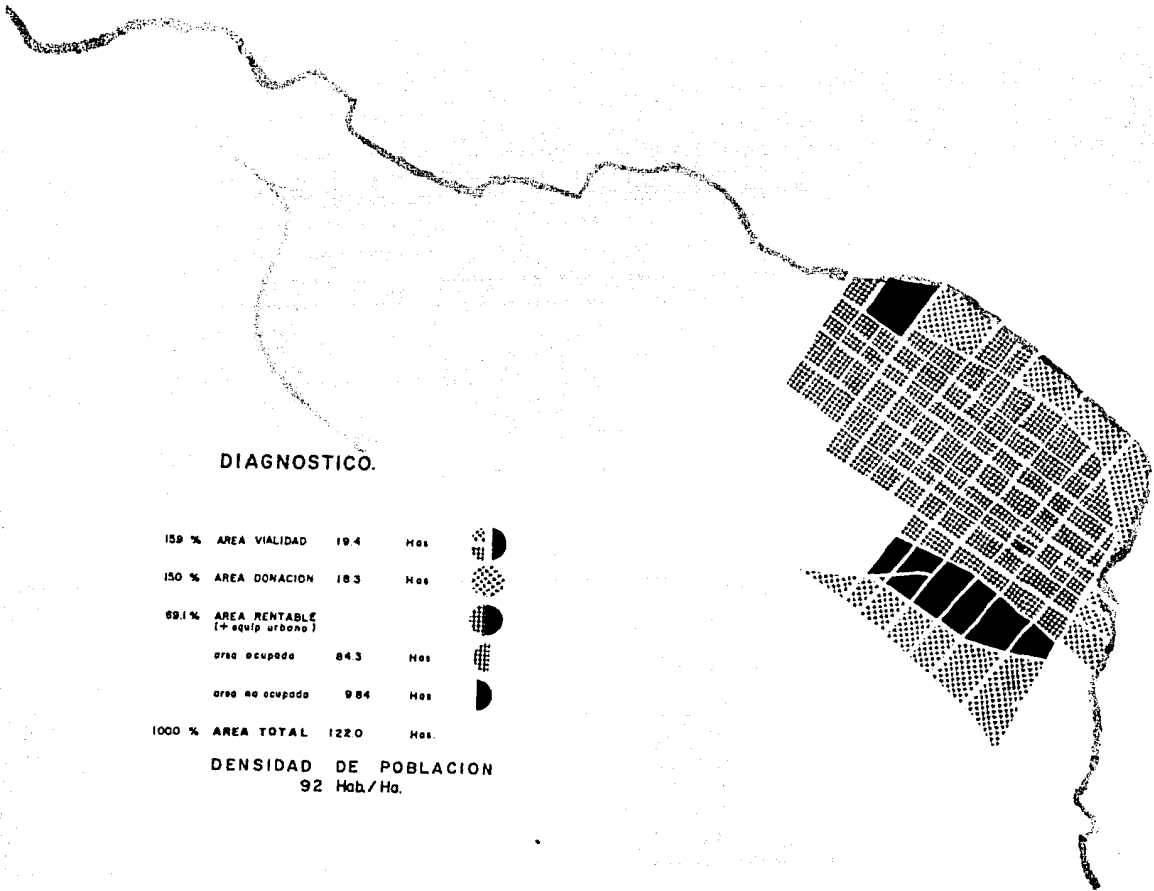 DIAGNOSTICO.
15.9 % AREA VIALIDAD 19.4 Has
15.0 % AREA DONACION 18.3 Has
69.1 % AREA RENTABLE
(+ equip urbano)
area ocupada 84.3 Has
area no ocupada 9.84 Has
100.0 % AREA TOTAL 122.0 Has.
DENSIDAD DE POBLACION
92 Hab./Ha.